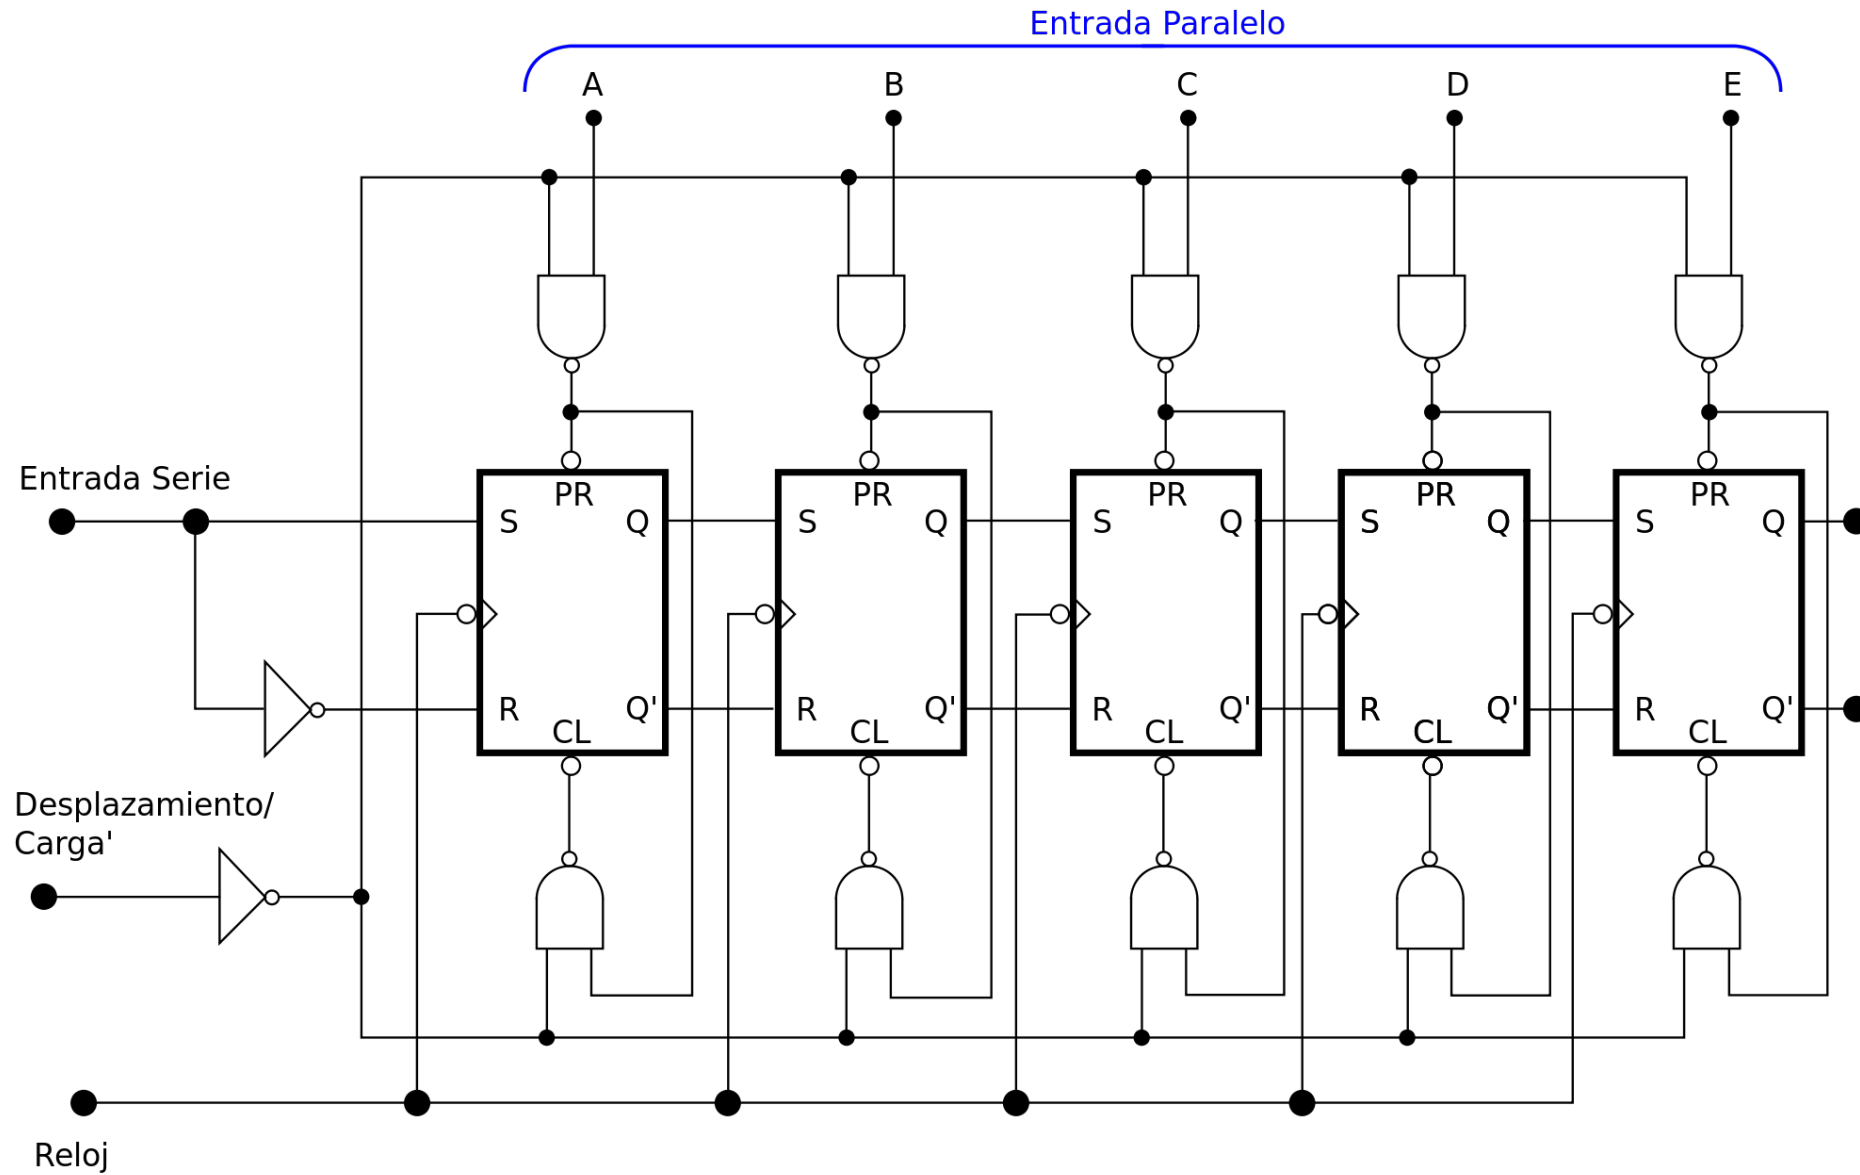 Entrada Paralelo
A B C D E
Entrada Serie
PR PR PR PR PR
S Q S Q S Q S Q S Q
R Q' R Q' R Q' R Q' R Q'
CL CL CL CL CL
Desplazamiento/
Carga'
Reloj